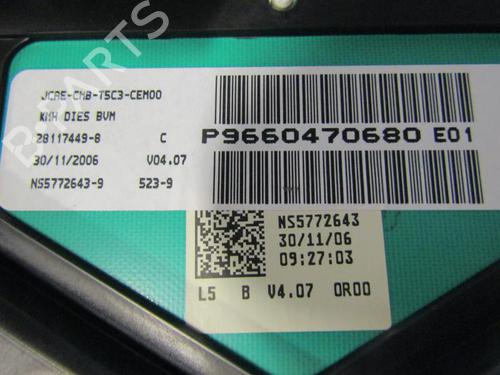 B-PARTS
JCAE-CMB-T5C3-CEM00
KMH DIES BVM
28117449-8 C
30/11/2006 V04.07
NS5772643-9 523-9
P9660470680 E01
NS5772643
30/11/06
09:27:03
L5 B V4.07 0R00